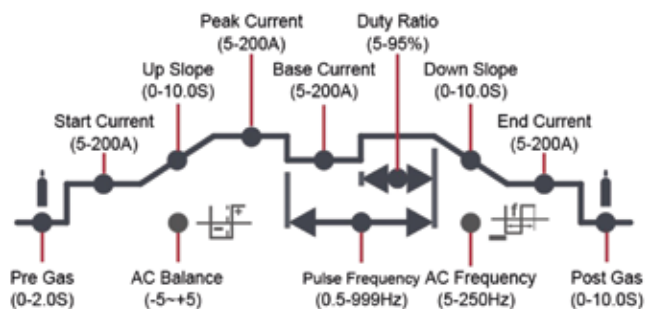 Peak Current
(5-200A)
Duty Ratio
(5-95%)
Up Slope
(0-10.0S)
Base Current
(5-200A)
Down Slope
(0-10.0S)
Start Current
(5-200A)
End Current
(5-200A)
- +
f
Pre Gas
(0-2.0S)
AC Balance
(-5~+5)
Pulse Frequency
(0.5-999Hz)
AC Frequency
(5-250Hz)
Post Gas
(0-10.0S)